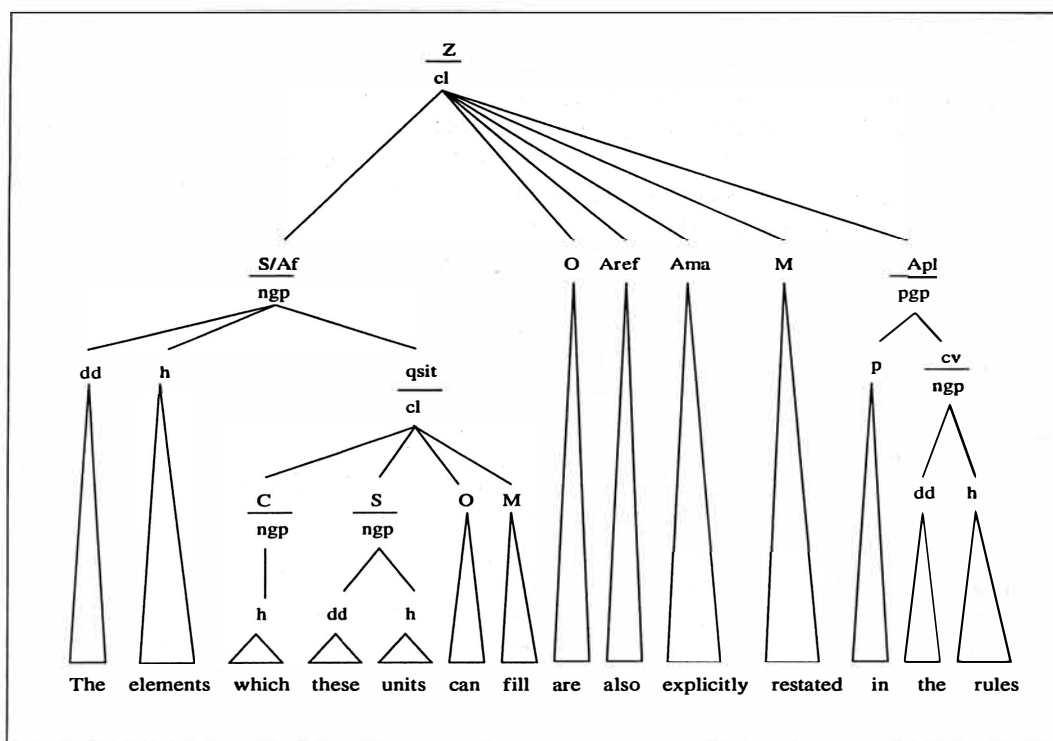 Z
cl
S/Af O Aref Ama M Apl
ngp pgp
dd h qsit p cv
cl ngp
C S O M dd h
ngp ngp
h dd h
The elements which these units can fill are also explicitly restated in the rules